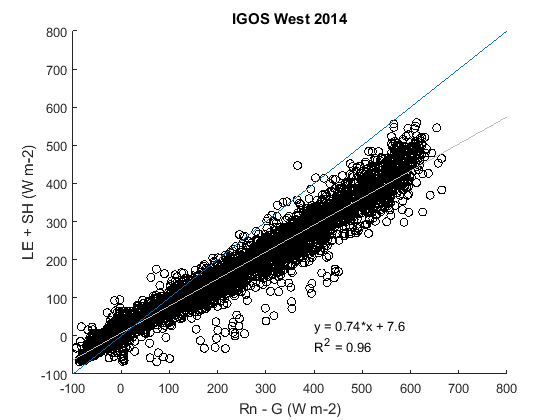 IGOS West 2014
800
700
600
500
400
300
200
100
0
-100
LE + SH (W m-2)
y = 0.74*x + 7.6
R2 = 0.96
-100 0 100 200 300 400 500 600 700 800
Rn - G (W m-2)